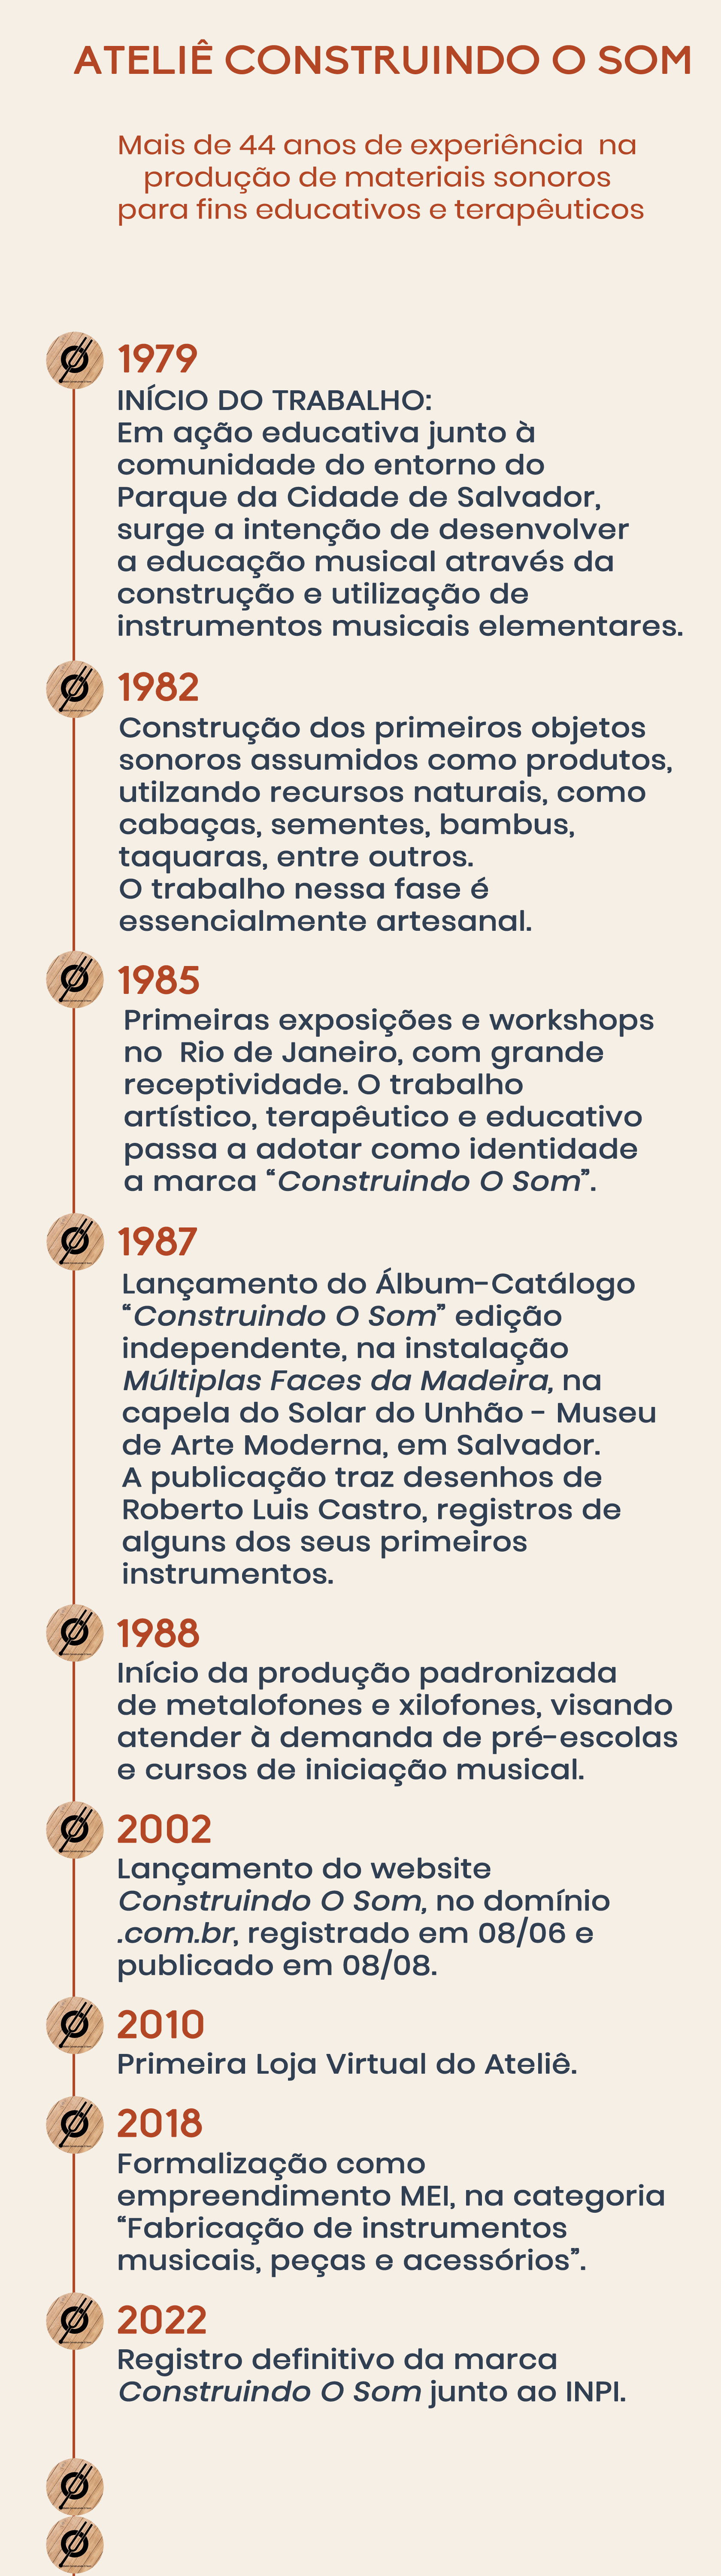 ATELIÊ CONSTRUINDO O SOM
Mais de 44 anos de experiência na
produção de materiais sonoros
para fins educativos e terapêuticos
1979
INÍCIO DO TRABALHO:
Em ação educativa junto à
comunidade do entorno do
Parque da Cidade de Salvador,
surge a intenção de desenvolver
a educação musical através da
construção e utilização de
instrumentos musicais elementares.
1982
Construção dos primeiros objetos
sonoros assumidos como produtos,
utilzando recursos naturais, como
cabaças, sementes, bambus,
taquaras, entre outros.
O trabalho nessa fase é
essencialmente artesanal.
1985
Primeiras exposições e workshops
no Rio de Janeiro, com grande
receptividade. O trabalho
artístico, terapêutico e educativo
passa a adotar como identidade
a marca “Construindo O Som”.
1987
Lançamento do Álbum-Catálogo
“Construindo O Som” edição
independente, na instalação
Múltiplas Faces da Madeira, na
capela do Solar do Unhão - Museu
de Arte Moderna, em Salvador.
A publicação traz desenhos de
Roberto Luis Castro, registros de
alguns dos seus primeiros
instrumentos.
1988
Início da produção padronizada
de metalofones e xilofones, visando
atender à demanda de pré-escolas
e cursos de iniciação musical.
2002
Lançamento do website
Construindo O Som, no domínio
.com.br, registrado em 08/06 e
publicado em 08/08.
2010
Primeira Loja Virtual do Ateliê.
2018
Formalização como
empreendimento MEI, na categoria
“Fabricação de instrumentos
musicais, peças e acessórios”.
2022
Registro definitivo da marca
Construindo O Som junto ao INPI.